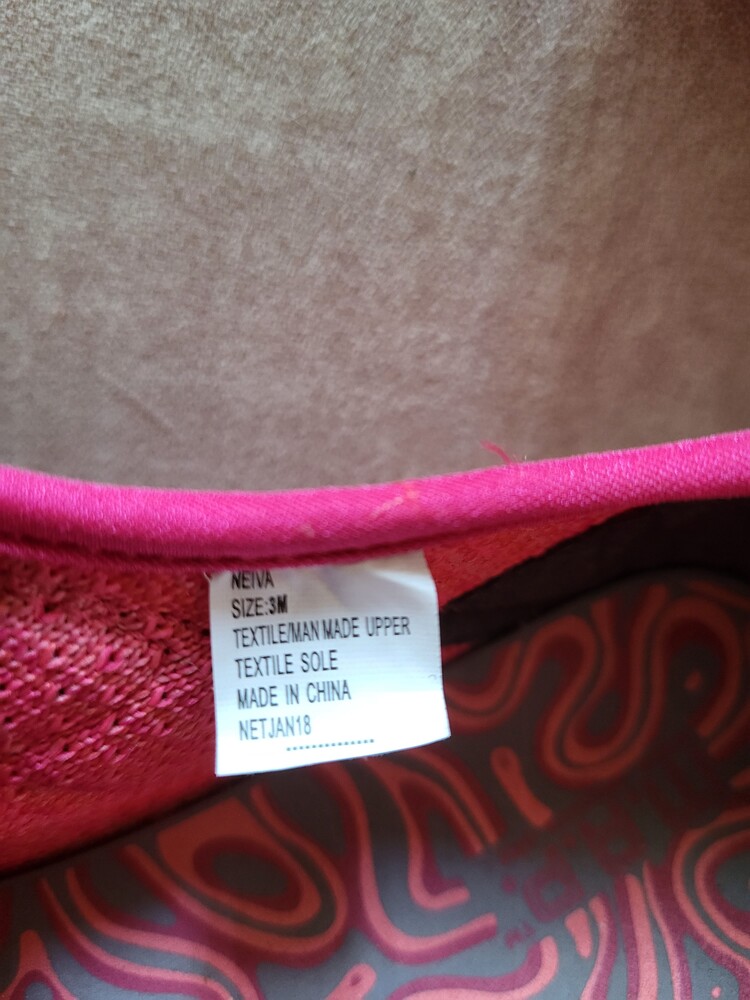 NEIVA
SIZE:3M
TEXTILE/MAN MADE UPPER
TEXTILE SOLE
MADE IN CHINA
NETJAN18